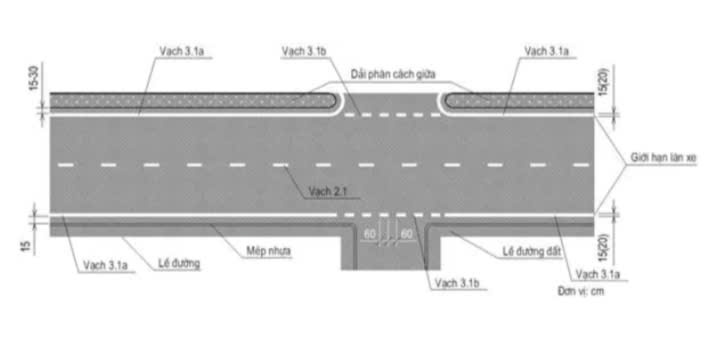 Vạch 3.1a
Vạch 3.1b
Vạch 3.1a
Dải phân cách giữa
15-30
15(20)
Giới hạn làn xe
Vạch 2.1
60
60
15
15(20)
Mép nhựa
Lề đường đất
Lề đường
Vạch 3.1a
Vạch 3.1a
Vạch 3.1b
Đơn vị: cm